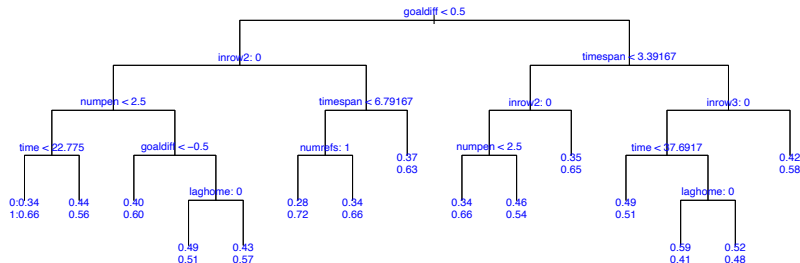 goaldiff < 0.5
inrow2: 0
timespan < 3.39167
numpen < 2.5
timespan < 6.79167
inrow2: 0
inrow3: 0
time < 22.775
goaldiff < −0.5
numrefs: 1
0.37
0.63
numpen < 2.5
0.35
0.65
time < 37.6917
0.42
0.58
0:0.34
1:0.66
0.44
0.56
0.40
0.60
laghome: 0
0.28
0.72
0.34
0.66
0.34
0.66
0.46
0.54
0.49
0.51
laghome: 0
0.49
0.51
0.43
0.57
0.59
0.41
0.52
0.48